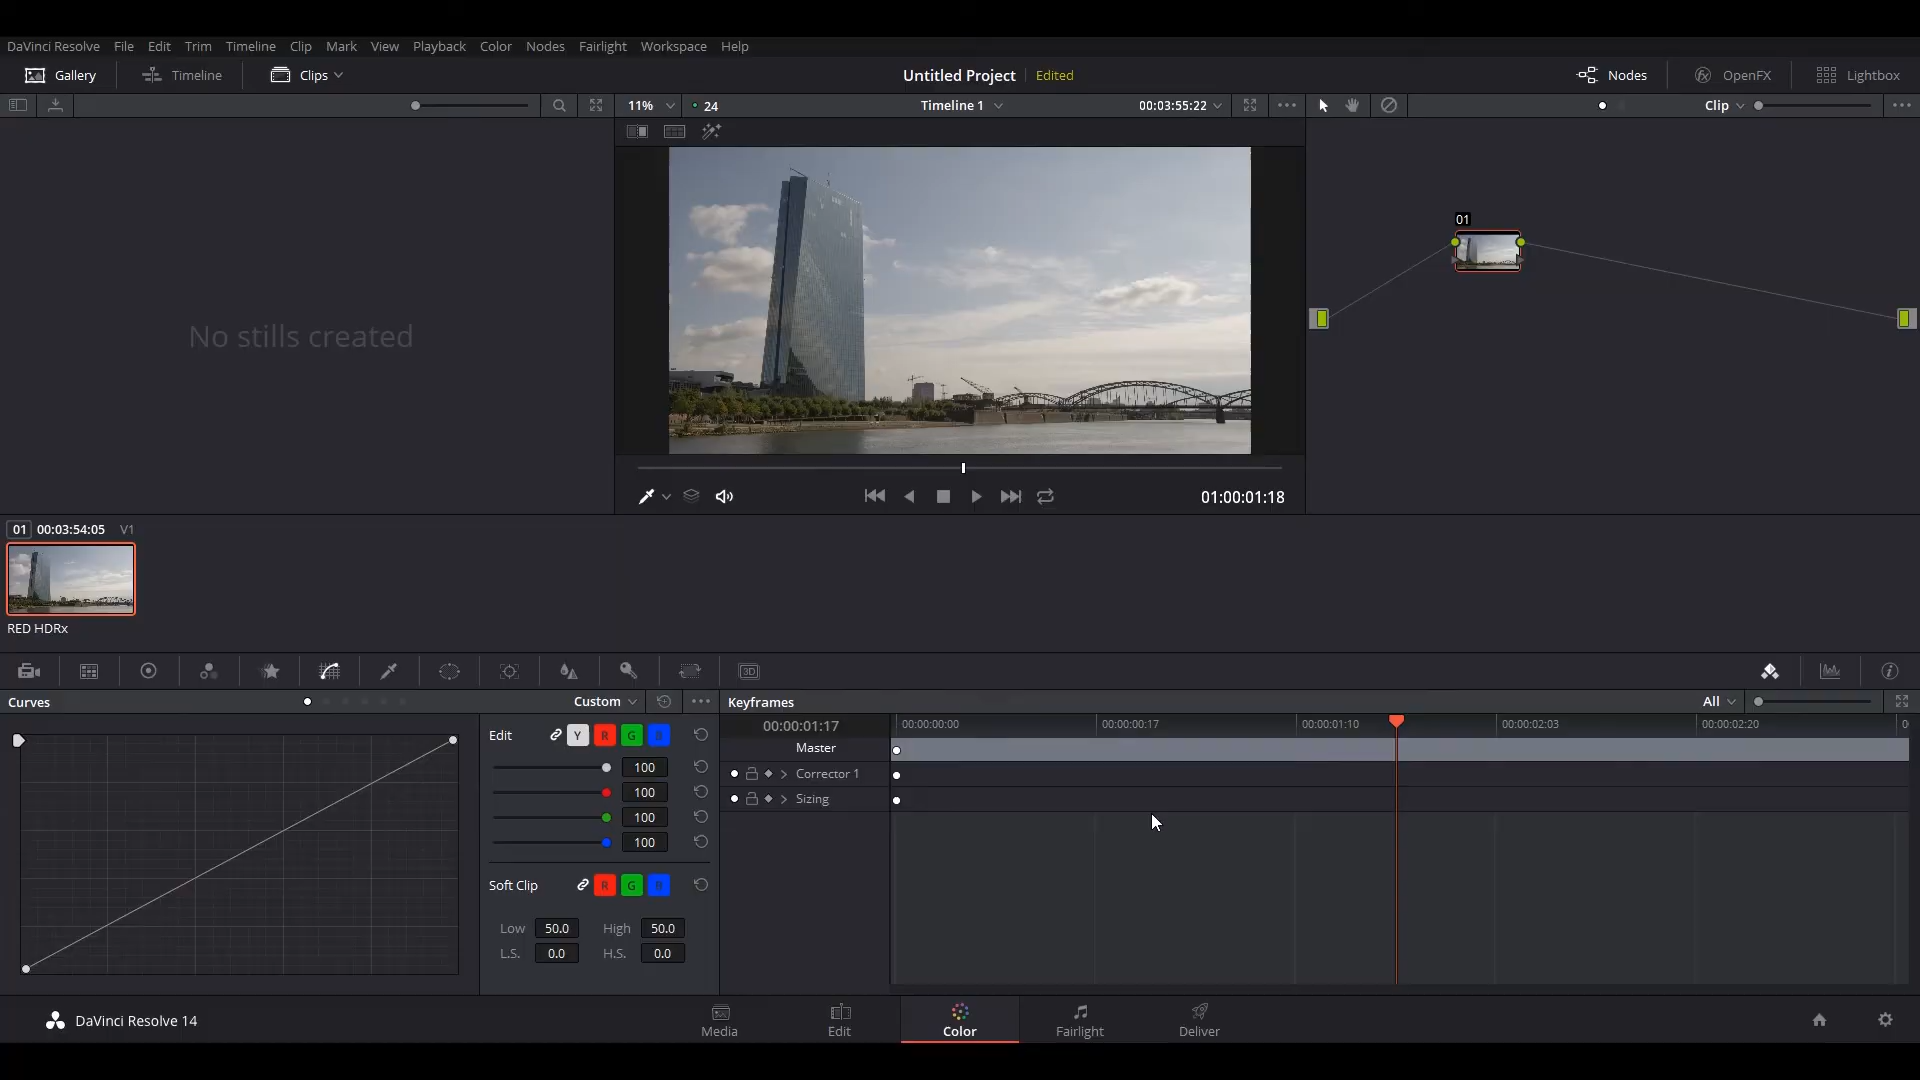 DaVinci Resolve File Edit Trim Timeline Clip Mark View Playback Color Nodes Fairlight Workspace Help
Gallery Timeline Clips Untitled Project Edited Nodes OpenFX Lightbox
11% 24 Timeline 1 00:03:55:22 Clip
01
No stills created
01:00:01:18
01 00:03:54:05 V1
RED HDRx
3D
Curves Custom Keyframes All
00:00:01:17 00:00:00:00 00:00:00:17 00:00:01:10 00:00:02:03 00:00:02:20
Edit Y R G B
Master
100
Corrector 1
100
Sizing
100
100
Soft Clip R G B
Low 50.0 High 50.0
L.S. 0.0 H.S. 0.0
DaVinci Resolve 14 Media Edit Color Fairlight Deliver